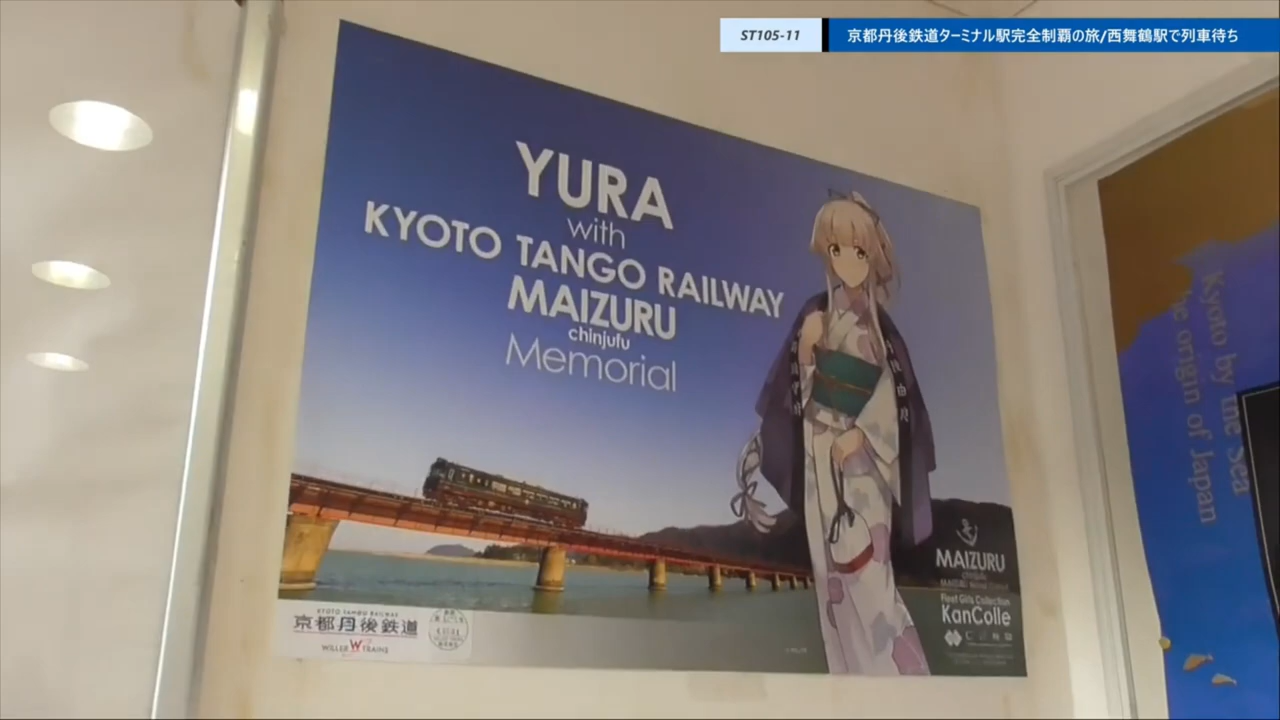 ST105-11
京都丹後鉄道ターミナル駅完全制覇の旅/西舞鶴駅で列車待ち
YURA
with
KYOTO TANGO RAILWAY
MAIZURU
chinjufu
Memorial
KYOTO TANGO RAILWAY
京都丹後鉄道
WILLER TRAINS
MAIZURU
Fleet Girls Collection
KanColle
Kyoto by the sea
the origin of Japan